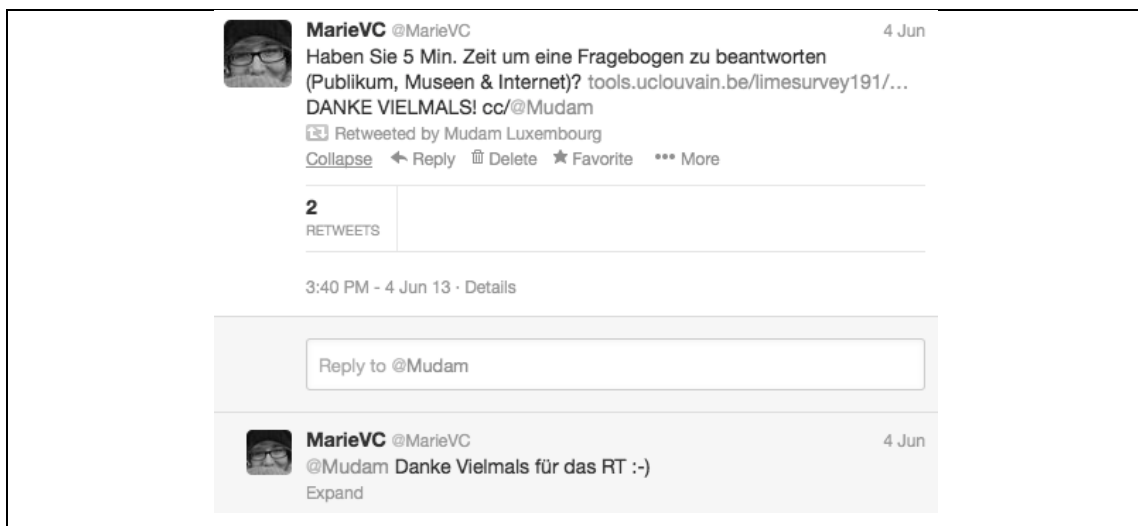 MarieVC @MarieVC 4 Jun
Haben Sie 5 Min. Zeit um eine Fragebogen zu beantworten
(Publikum, Museen & Internet)? tools.uclouvain.be/limesurvey191/…
DANKE VIELMALS! cc/@Mudam
Retweeted by Mudam Luxembourg
Collapse Reply Delete Favorite More
2
RETWEETS
3:40 PM - 4 Jun 13 · Details
Reply to @Mudam
MarieVC @MarieVC 4 Jun
@Mudam Danke Vielmals für das RT :-)
Expand